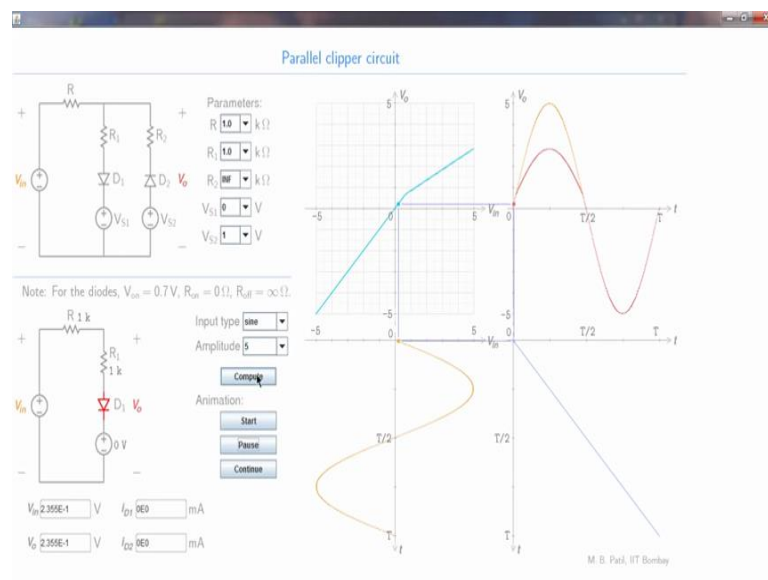 Parallel clipper circuit
R
+
+
R₁
R₂
Vin
D₁
D₂
Vo
VS1
VS2
−
−
Parameters:
R 1.0 kΩ
R₁ 1.0 kΩ
R₂ INF kΩ
VS1 0 V
VS2 1 V
Note: For the diodes, Von = 0.7 V, Ron = 0 Ω, Roff = ∞ Ω.
R 1 k
+
+
R₁
1 k
Vin
D₁
Vo
0 V
−
−
Input type sine
Amplitude 5
Compute
Animation:
Start
Pause
Continue
Vin 2.355E-1 V iD1 0E0 mA
Vo 2.355E-1 V iD2 0E0 mA
5 Vo
-5 0 5 Vin
-5
5 Vo
0 T/2 T t
-5
-5 0 5 Vin
T/2
T
t
0 T/2 T t
T/2
T
t
M. B. Patil, IIT Bombay